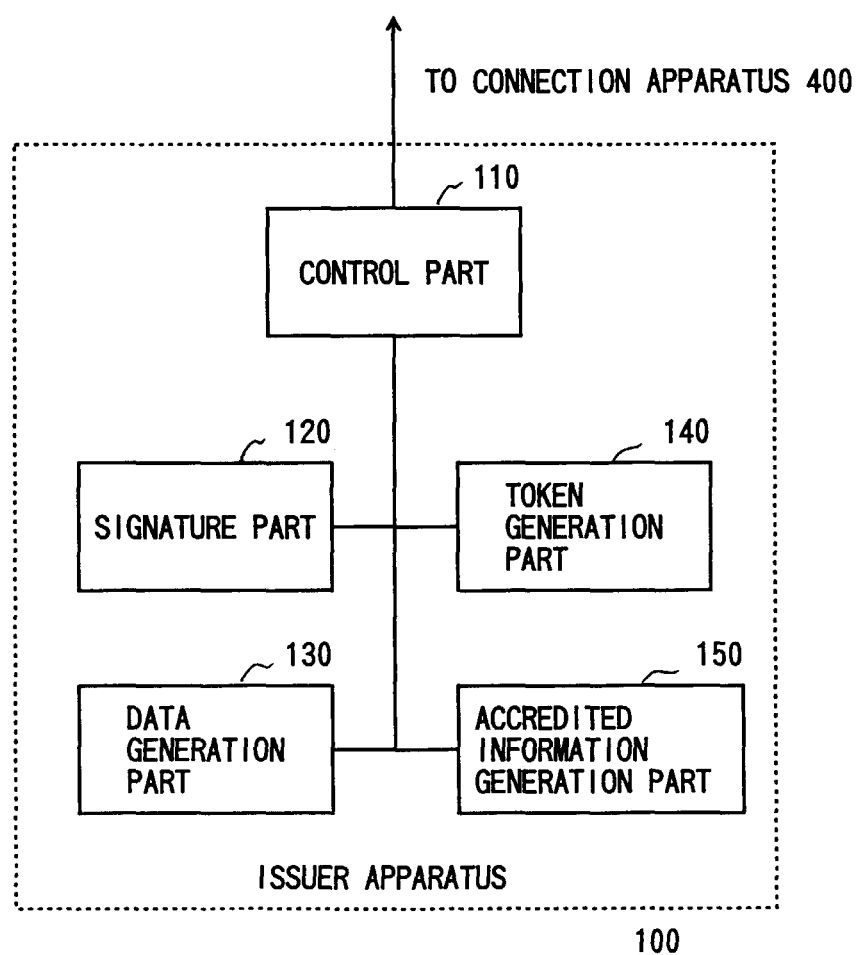 TO CONNECTION APPARATUS 400
110
CONTROL PART
120
140
SIGNATURE PART
TOKEN
GENERATION
PART
130
150
DATA
GENERATION
PART
ACCREDITED
INFORMATION
GENERATION PART
ISSUER APPARATUS
100